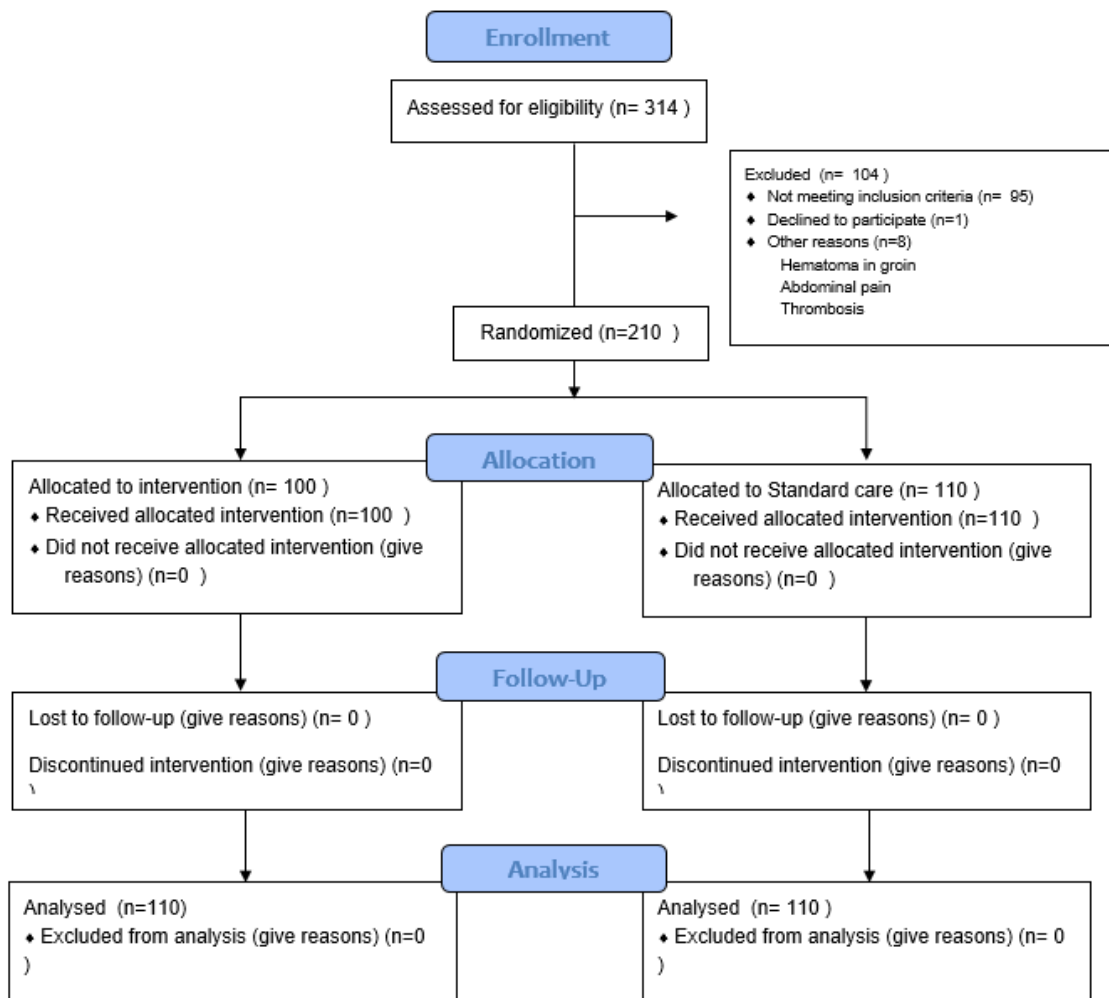 Enrollment
Assessed for eligibility (n= 314 )
Excluded (n= 104 )
♦ Not meeting inclusion criteria (n= 95)
♦ Declined to participate (n=1)
♦ Other reasons (n=8)
Hematoma in groin
Abdominal pain
Thrombosis
Randomized (n=210 )
Allocation
Allocated to intervention (n= 100 )
♦ Received allocated intervention (n=100 )
♦ Did not receive allocated intervention (give
reasons) (n=0 )
Allocated to Standard care (n= 110 )
♦ Received allocated intervention (n=110 )
♦ Did not receive allocated intervention (give
reasons) (n=0 )
Follow-Up
Lost to follow-up (give reasons) (n= 0 )
Discontinued intervention (give reasons) (n=0
)
Lost to follow-up (give reasons) (n= 0 )
Discontinued intervention (give reasons) (n=0
)
Analysis
Analysed (n=110)
♦ Excluded from analysis (give reasons) (n=0
)
Analysed (n= 110 )
♦ Excluded from analysis (give reasons) (n= 0
)